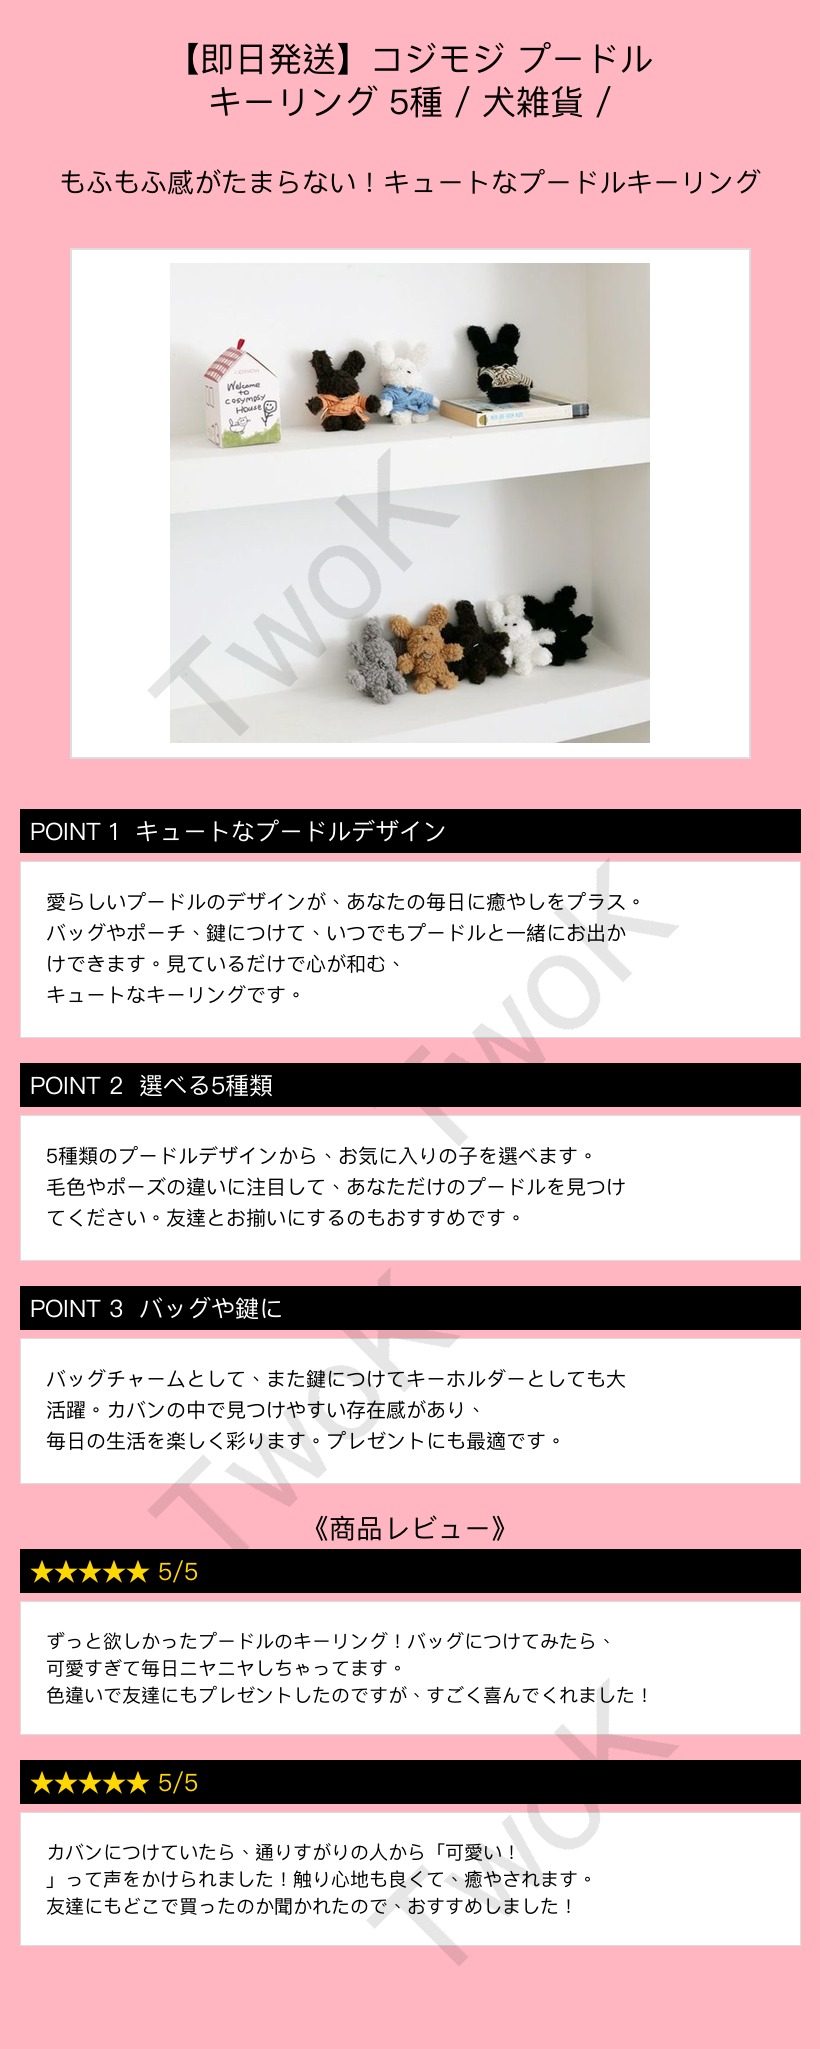 【即日発送】コジモジ プードル
キーリング 5種 / 犬雑貨 /
もふもふ感がたまらない！キュートなプードルキーリング
Welcome
to
cosymosy
House
TwoK
POINT 1 キュートなプードルデザイン
愛らしいプードルのデザインが、あなたの毎日に癒やしをプラス。
バッグやポーチ、鍵につけて、いつでもプードルと一緒にお出か
けできます。見ているだけで心が和む、
キュートなキーリングです。
TwoK
POINT 2 選べる5種類
5種類のプードルデザインから、お気に入りの子を選べます。
毛色やポーズの違いに注目して、あなただけのプードルを見つけ
てください。友達とお揃いにするのもおすすめです。
POINT 3 バッグや鍵に
バッグチャームとして、また鍵につけてキーホルダーとしても大
活躍。カバンの中で見つけやすい存在感があり、
毎日の生活を楽しく彩ります。プレゼントにも最適です。
TwoK
《商品レビュー》
★★★★★ 5/5
ずっと欲しかったプードルのキーリング！バッグにつけてみたら、
可愛すぎて毎日ニヤニヤしちゃってます。
色違いで友達にもプレゼントしたのですが、すごく喜んでくれました！
★★★★★ 5/5
カバンにつけていたら、通りすがりの人から「可愛い！
」って声をかけられました！触り心地も良くて、癒やされます。
友達にもどこで買ったのか聞かれたので、おすすめしました！
TwoK